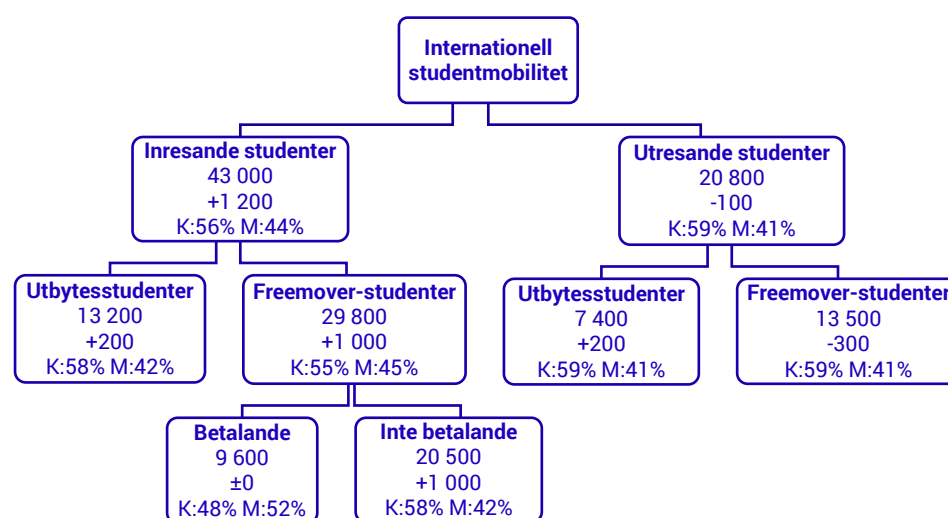 Internationell
studentmobilitet
Inresande studenter
43 000
+1 200
K:56% M:44%
Utresande studenter
20 800
-100
K:59% M:41%
Utbytesstudenter
13 200
+200
K:58% M:42%
Freemover-studenter
29 800
+1 000
K:55% M:45%
Utbytesstudenter
7 400
+200
K:59% M:41%
Freemover-studenter
13 500
-300
K:59% M:41%
Betalande
9 600
±0
K:48% M:52%
Inte betalande
20 500
+1 000
K:58% M:42%